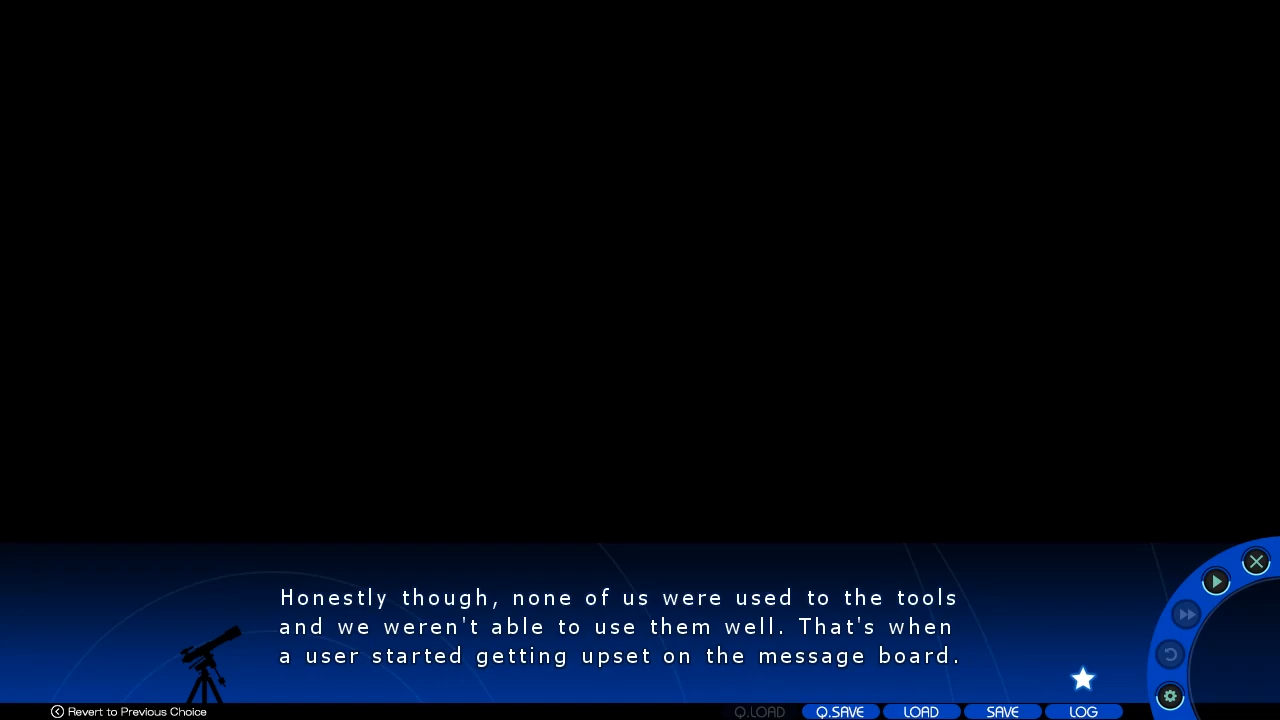 Honestly though, none of us were used to the tools
and we weren't able to use them well. That's when
a user started getting upset on the message board.
Revert to Previous Choice
Q.LOAD
Q.SAVE
LOAD
SAVE
LOG